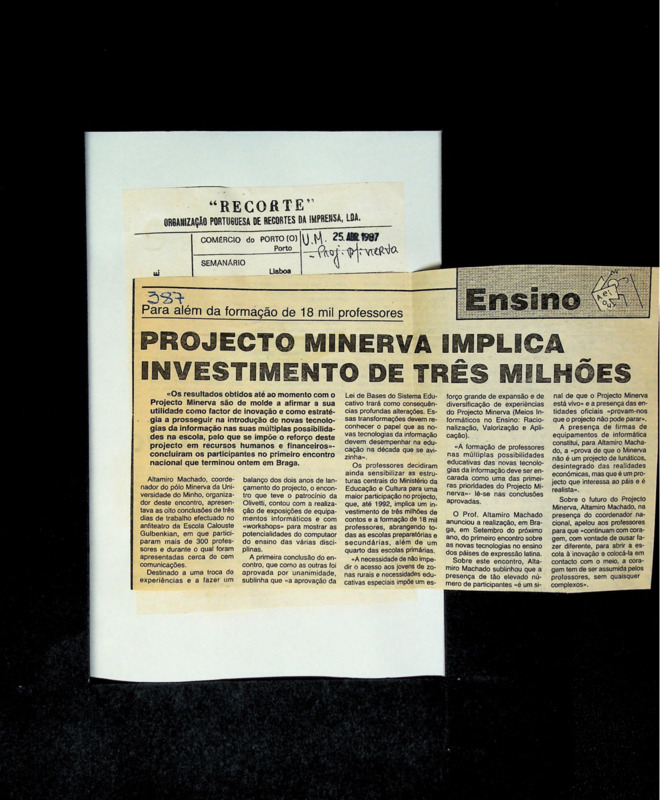 "RECORTE"
ORGANIZAÇÃO PORTUGUESA DE RECORTES DA IMPRENSA, LDA.
COMÉRCIO do PORTO (O)
Porto
SEMANÁRIO
Lisboa
U.M. 25. ABR 1987
- Proj. Minerva
387
Ensino
Para além da formação de 18 mil professores
PROJECTO MINERVA IMPLICA
INVESTIMENTO DE TRÊS MILHÕES
«Os resultados obtidos até ao momento com o
Projecto Minerva são de molde a afirmar a sua
utilidade como factor de inovação e como estraté-
gia a prosseguir na introdução de novas tecnolo-
gias da informação nas suas múltiplas possibilida-
des na escola, pelo que se impõe o reforço deste
projecto em recursos humanos e financeiros»-
concluiram os participantes no primeiro encontro
nacional que terminou ontem em Braga.
Altamiro Machado, coor-
denador do pólo Minerva da Uni-
versidade do Minho, organiza-
dor deste encontro, apresen-
tava as oito conclusões de três
dias de trabalho efectuado no
anfiteatro da Escola Calouste
Gulbenkian, em que partici-
param mais de 300 profes-
sores e durante o qual foram
apresentadas cerca de cem
comunicações.
Destinado a uma troca de
experiências e a fazer um
balanço dos dois anos de lan-
çamento do projecto, o encon-
tro que teve o patrocínio da
Olivetti, contou com a realiza-
ção de exposições de equipa-
mentos informáticos e com
«workshops» para mostrar as
potencialidades do computaor
do ensino das várias disci-
plinas.
A primeira conclusão do en-
contro, que como as outras foi
aprovada por unanimidade,
sublinha que «a aprovação da
Lei de Bases do Sistema Edu-
cativo trará como consequên-
cias profundas alterações. Es-
sas transformações devem re-
conhecer o papel que as no-
vas tecnologias da informação
devem desempenhar na edu-
cação na década que se avi-
zinha».
Os professores decidiram
ainda sensibilizar as estru-
turas centrais do Ministério da
Educação e Cultura para uma
maior participação no projecto,
que, até 1992, implica um in-
vestimento de três milhões de
contos e a formação de 18 mil
professores, abrangendo to-
das as escolas preparatórias e
secundárias, além de um
quarto das escolas primárias.
«A necessidade de não impe-
dir o acesso aos jovens de zo-
nas rurais e necessidades edu-
cativas especiais impõe um es-
forço grande de expansão e de
diversificação de experiências
do Projecto Minerva (Meios In-
formáticos no Ensino: Racio-
nalização, Valorização e Apli-
cação).
«A formação de professores
nas múltiplas possibilidades
educativas das novas tecnolo-
gias da informação deve ser en-
carada como uma das primei-
ras prioridades do Projecto Mi-
nerva»- lê-se nas conclusões
aprovadas.
O Prof. Altamiro Machado
anunciou a realização, em Bra-
ga, em Setembro do próximo
ano, do primeiro encontro sobre
as novas tecnologias no ensino
dos páises de expressão latina.
Sobre este encontro, Alta-
miro Machado sublinhou que a
presença de tão elevado nú-
mero de participantes «é um si-
nal de que o Projecto Minerva
está vivo» e a presença das en-
tidades oficiais «provam-nos
que o projecto não pode parar».
A presença de firmas de
equipamentos de informática
constitui, para Altamiro Macha-
do, a «prova de que o Minerva
não é um projecto de lunáticos,
desintegrado das realidades
económicas, mas que é um pro-
jecto que interessa ao páis e é
realista».
Sobre o futuro do Projecto
Minerva, Altamiro Machado, na
presença do coordenador na-
cional, apelou aos professores
para que «continuem com cora-
gem, com vontade de ousar fa-
zer diferente, para abrir a es-
cola à inovação e colocá-la em
contacto com o meio, a cora-
gem tem de ser assumida pelos
professores, sem quaisquer
complexos».